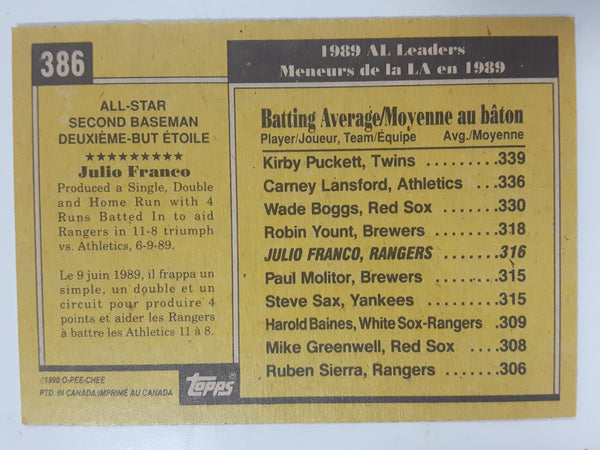 386
ALL-STAR
SECOND BASEMAN
DEUXIÈME-BUT ÉTOILE
★★★★★★★★★★
Julio Franco
Produced a Single, Double
and Home Run with 4
Runs Batted In to aid
Rangers in 11-8 triumph
vs. Athletics, 6-9-89.
Le 9 juin 1989, il frappa un
simple, un double et un
circuit pour produire 4
points et aider les Rangers
à battre les Athletics 11 à 8.
©1990 O-PEE-CHEE
PTD. IN CANADA/IMPRIMÉ AU CANADA
topps®
1989 AL Leaders
Meneurs de la LA en 1989
Batting Average/Moyenne au bâton
Player/Joueur, Team/Équipe Avg./Moyenne
Kirby Puckett, Twins .........339
Carney Lansford, Athletics ...336
Wade Boggs, Red Sox .......330
Robin Yount, Brewers .......318
JULIO FRANCO, RANGERS .....316
Paul Molitor, Brewers ........315
Steve Sax, Yankees ..........315
Harold Baines, White Sox-Rangers .309
Mike Greenwell, Red Sox ....308
Ruben Sierra, Rangers .......306